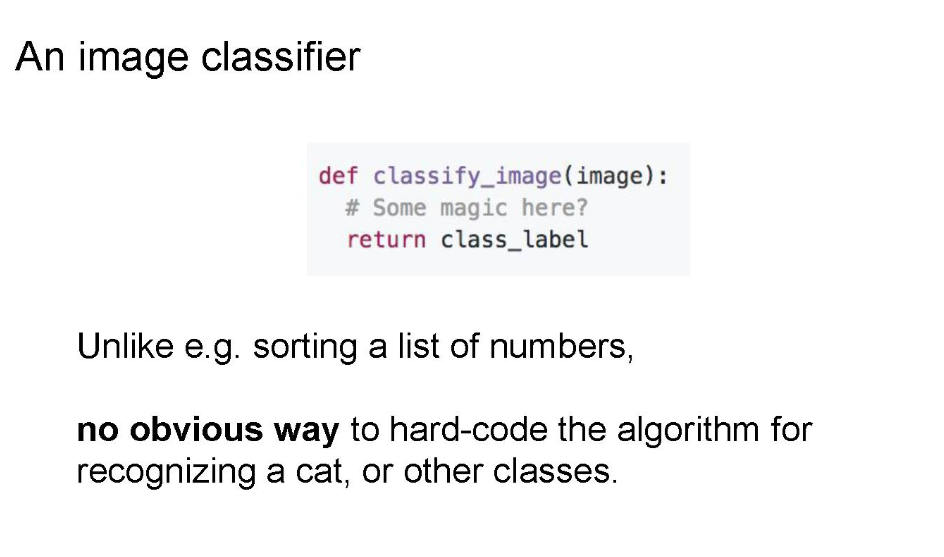 An image classifier
def classify_image(image):
# Some magic here?
return class_label
Unlike e.g. sorting a list of numbers,
no obvious way to hard-code the algorithm for
recognizing a cat, or other classes.